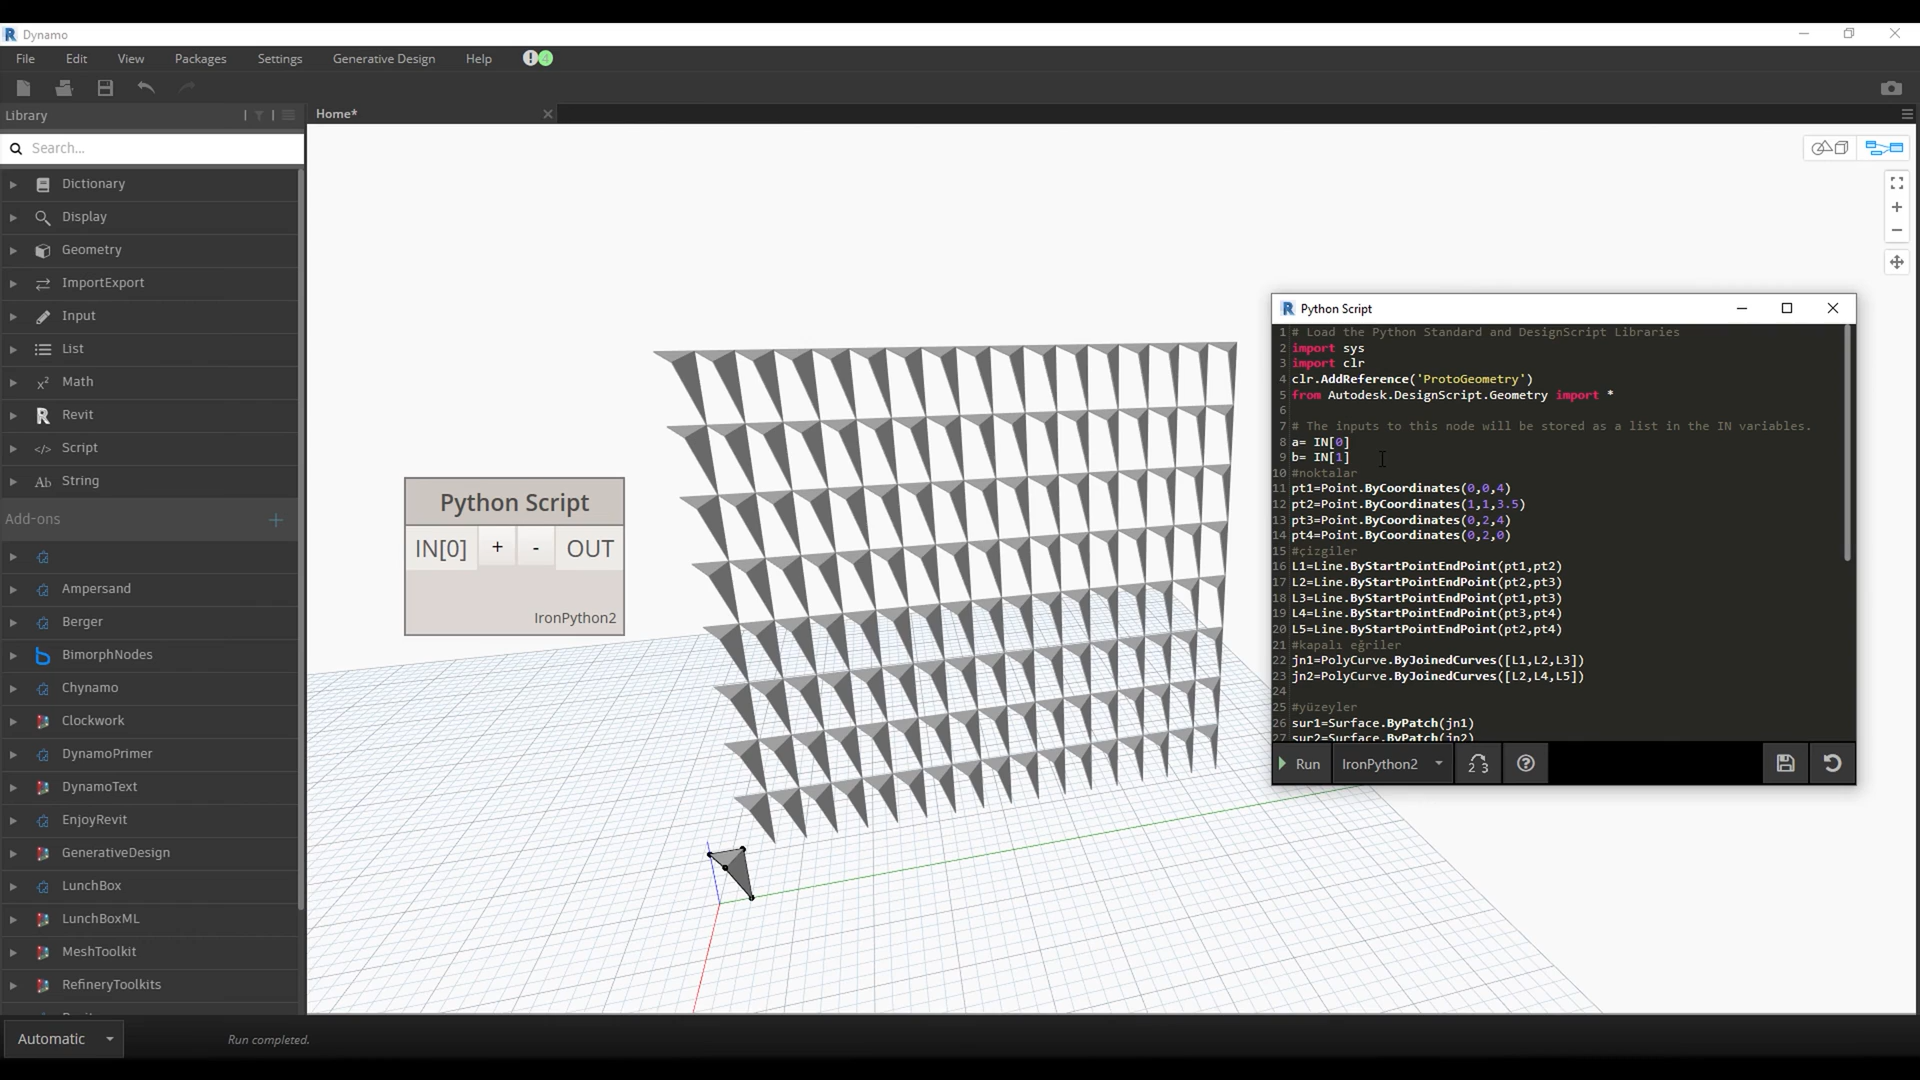 Dynamo
File Edit View Packages Settings Generative Design Help
Library
Home*
Search...
Dictionary
Display
Geometry
ImportExport
Input
List
Math
Revit
Script
String
Add-ons
Ampersand
Berger
BimorphNodes
Chynamo
Clockwork
DynamoPrimer
DynamoText
EnjoyRevit
GenerativeDesign
LunchBox
LunchBoxML
MeshToolkit
RefineryToolkits
Automatic
Run completed.
Python Script
IN[0] + - OUT
IronPython2
Python Script
1 # Load the Python Standard and DesignScript Libraries
2 import sys
3 import clr
4 clr.AddReference('ProtoGeometry')
5 from Autodesk.DesignScript.Geometry import *
6
7 # The inputs to this node will be stored as a list in the IN variables.
8 a= IN[0]
9 b= IN[1]
10 #noktalar
11 pt1=Point.ByCoordinates(0,0,4)
12 pt2=Point.ByCoordinates(1,1,3.5)
13 pt3=Point.ByCoordinates(0,2,4)
14 pt4=Point.ByCoordinates(0,2,0)
15 #çizgiler
16 L1=Line.ByStartPointEndPoint(pt1,pt2)
17 L2=Line.ByStartPointEndPoint(pt2,pt3)
18 L3=Line.ByStartPointEndPoint(pt1,pt3)
19 L4=Line.ByStartPointEndPoint(pt3,pt4)
20 L5=Line.ByStartPointEndPoint(pt2,pt4)
21 #kapalı eğriler
22 jn1=PolyCurve.ByJoinedCurves([L1,L2,L3])
23 jn2=PolyCurve.ByJoinedCurves([L2,L4,L5])
24
25 #yüzeyler
26 sur1=Surface.ByPatch(jn1)
27 sur2=Surface.ByPatch(jn2)
Run IronPython2